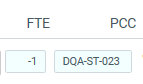 FTE PCC
-1 DQA-ST-023